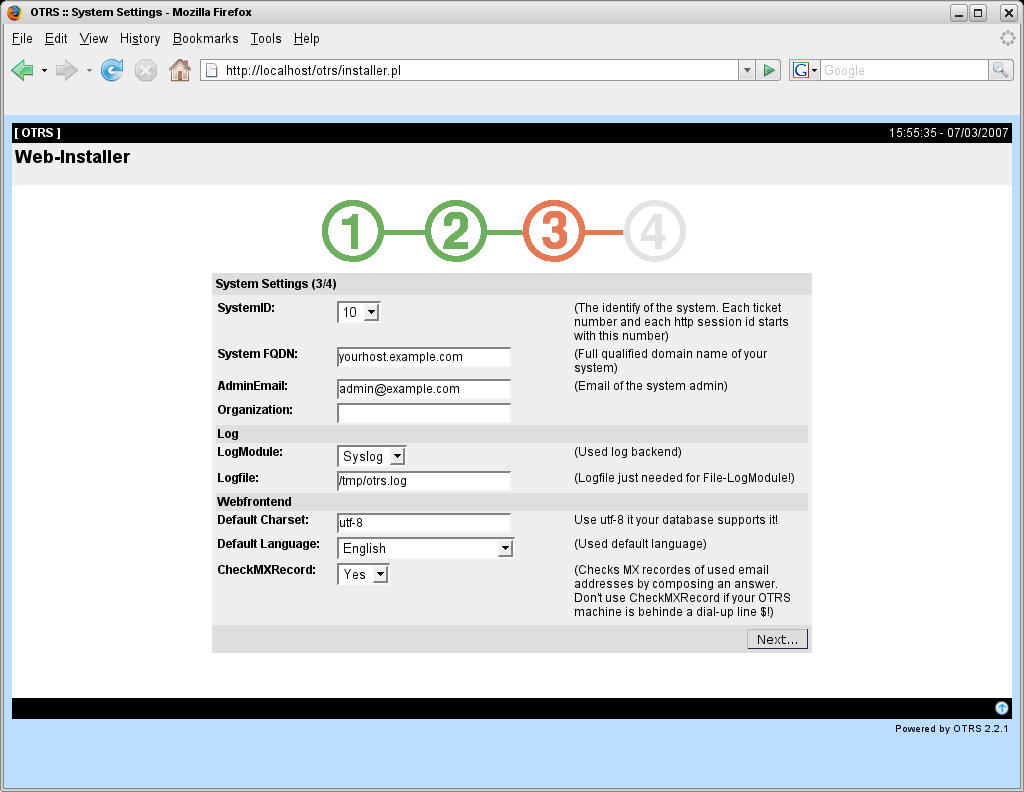 OTRS :: System Settings - Mozilla Firefox
File Edit View History Bookmarks Tools Help
http://localhost/otrs/installer.pl
G
Google
[ OTRS ]
15:55:35 - 07/03/2007
Web-Installer
1 2 3 4
System Settings (3/4)
SystemID:
10
(The identify of the system. Each ticket
number and each http session id starts
with this number)
System FQDN:
yourhost.example.com
(Full qualified domain name of your
system)
AdminEmail:
admin@example.com
(Email of the system admin)
Organization:
Log
LogModule:
Syslog
(Used log backend)
Logfile:
/tmp/otrs.log
(Logfile just needed for File-LogModule!)
Webfrontend
Default Charset:
utf-8
Use utf-8 it your database supports it!
Default Language:
English
(Used default language)
CheckMXRecord:
Yes
(Checks MX recordes of used email
addresses by composing an answer.
Don't use CheckMXRecord if your OTRS
machine is behinde a dial-up line $!)
Next...
Powered by OTRS 2.2.1